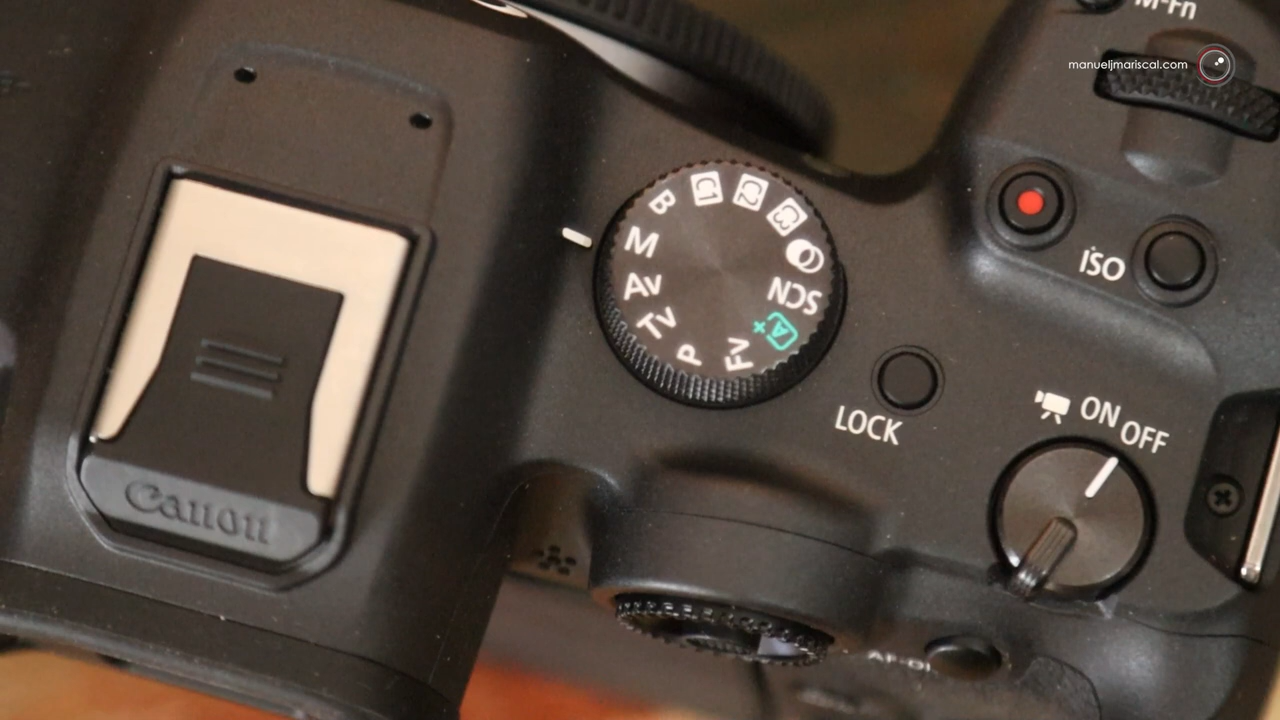 M-Fn
manueljmariscal.com
B
C1
C2
C3
M
Av
Tv
P
Fv
A+
SCN
ISO
LOCK
ON
OFF
Canon